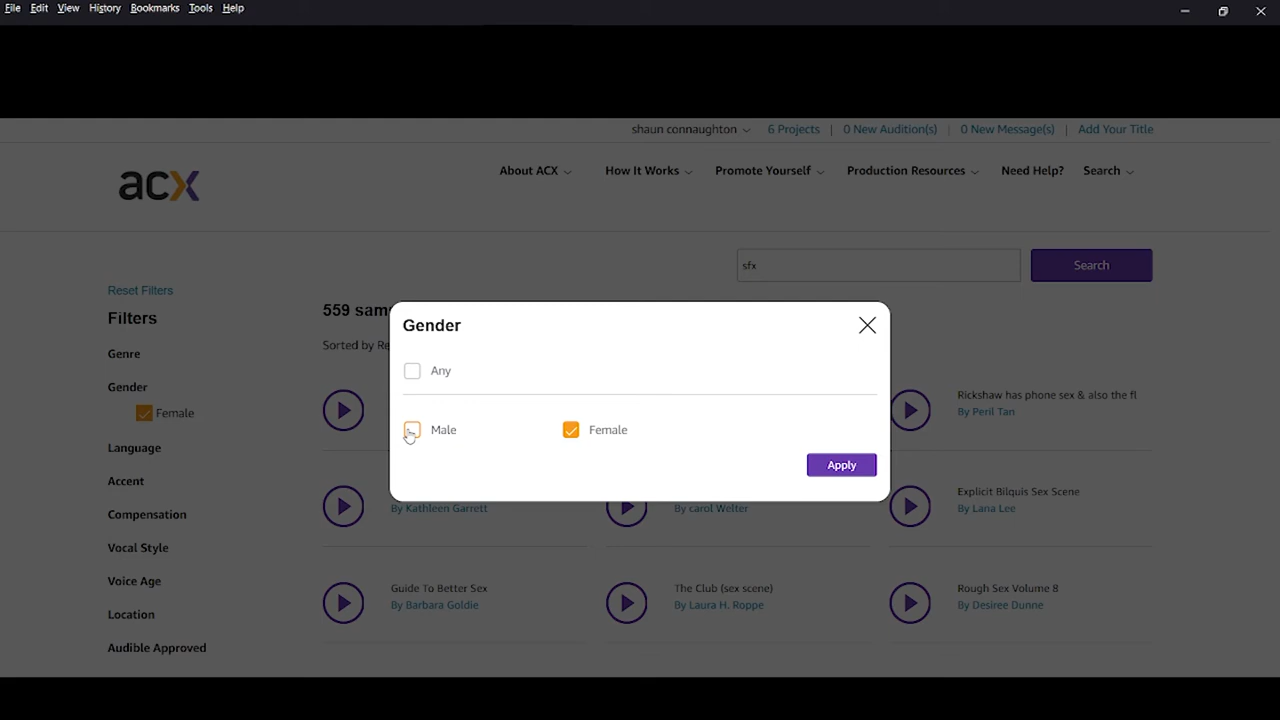 File Edit View History Bookmarks Tools Help
shaun connaughton 6 Projects | 0 New Audition(s) | 0 New Message(s) | Add Your Title
acx
About ACX How It Works Promote Yourself Production Resources Need Help? Search
sfx
Search
Reset Filters
Filters
Genre
Gender
Female
Language
Accent
Compensation
Vocal Style
Voice Age
Location
Audible Approved
559
Sorted by
Gender
Any
Male
Female
Apply
Rickshaw has phone sex & also the fl
By Peril Tan
By Kathleen Garrett
By carol Welter
Explicit Bilquis Sex Scene
By Lana Lee
Guide To Better Sex
By Barbara Goldie
The Club (sex scene)
By Laura H. Roppe
Rough Sex Volume 8
By Desiree Dunne